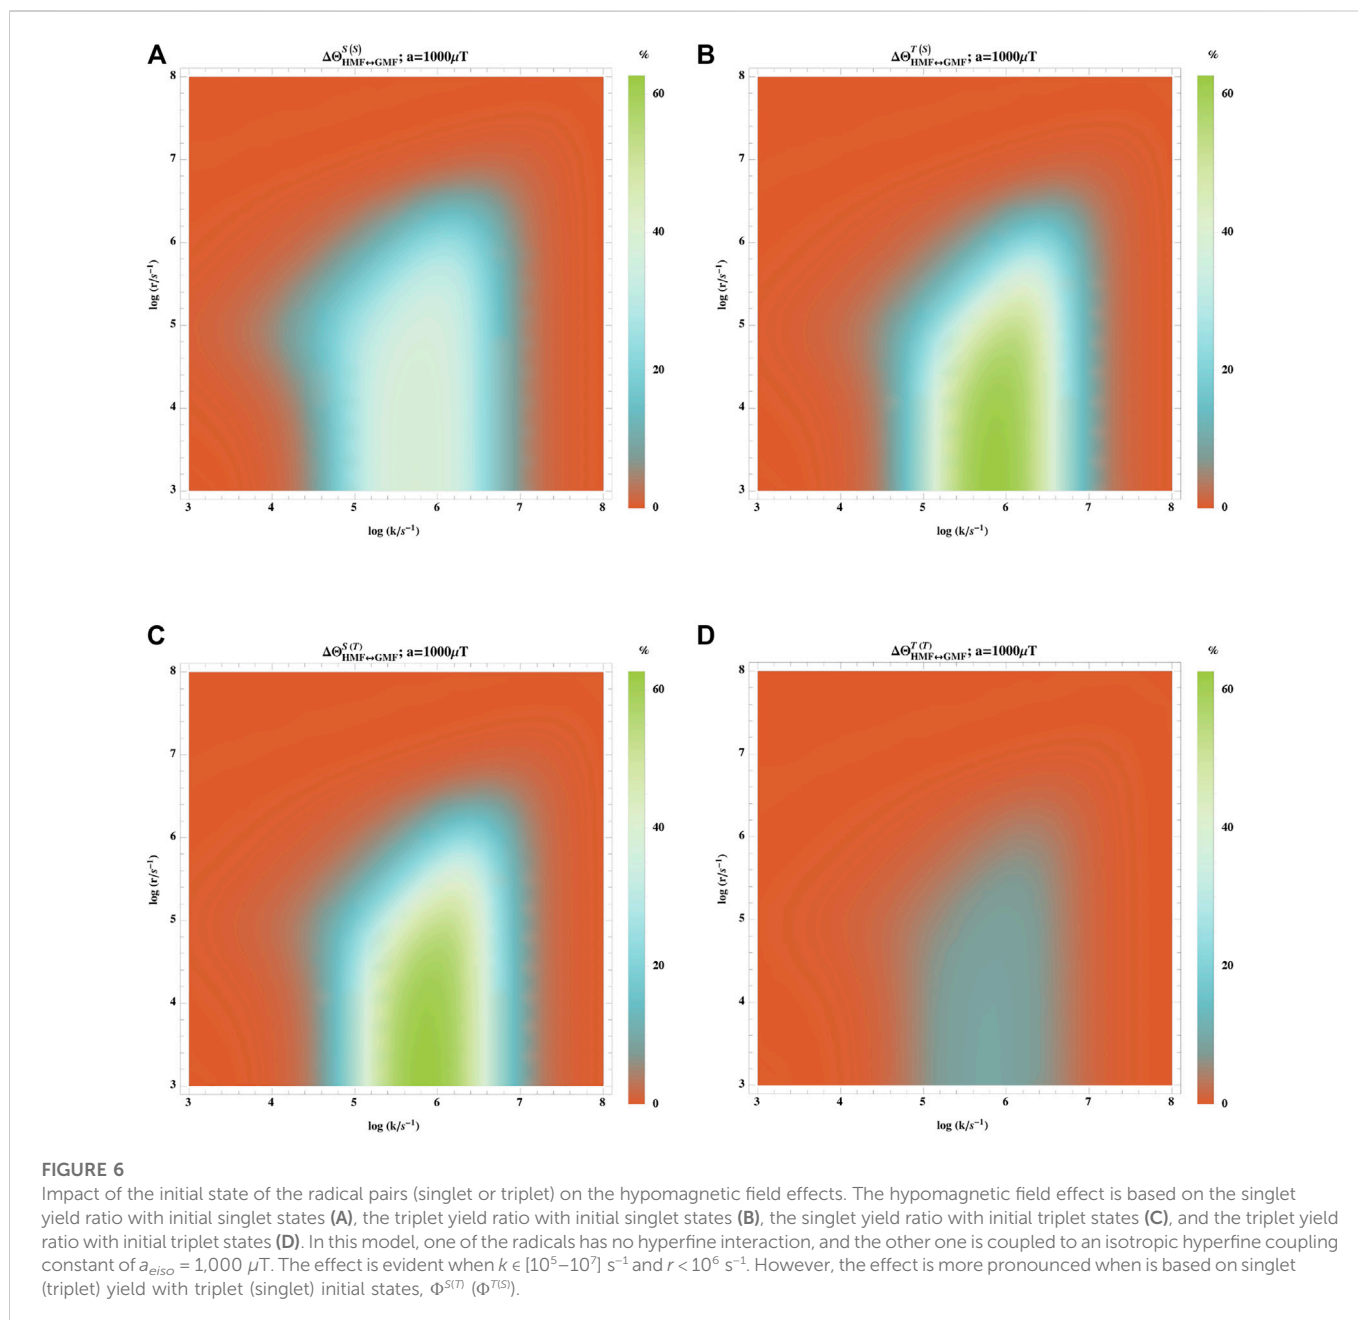 A
ΔΘ^{S(S)}_{HMF↔GMF}; a=1000μT
%
8
7
6
5
4
3
log (r/s⁻¹)
3 4 5 6 7 8
log (k/s⁻¹)
60
40
20
0
B
ΔΘ^{T(S)}_{HMF↔GMF}; a=1000μT
%
8
7
6
5
4
3
log (r/s⁻¹)
3 4 5 6 7 8
log (k/s⁻¹)
60
40
20
0
C
ΔΘ^{S(T)}_{HMF↔GMF}; a=1000μT
%
8
7
6
5
4
3
log (r/s⁻¹)
3 4 5 6 7 8
log (k/s⁻¹)
60
40
20
0
D
ΔΘ^{T(T)}_{HMF↔GMF}; a=1000μT
%
8
7
6
5
4
3
log (r/s⁻¹)
3 4 5 6 7 8
log (k/s⁻¹)
60
40
20
0
FIGURE 6
Impact of the initial state of the radical pairs (singlet or triplet) on the hypomagnetic field effects. The hypomagnetic field effect is based on the singlet
yield ratio with initial singlet states (A), the triplet yield ratio with initial singlet states (B), the singlet yield ratio with initial triplet states (C), and the triplet yield
ratio with initial triplet states (D). In this model, one of the radicals has no hyperfine interaction, and the other one is coupled to an isotropic hyperfine coupling
constant of a_{eiso} = 1,000 μT. The effect is evident when k ∈ [10⁵–10⁷] s⁻¹ and r < 10⁶ s⁻¹. However, the effect is more pronounced when is based on singlet
(triplet) yield with triplet (singlet) initial states, Φ^{S(T)} (Φ^{T(S)}).